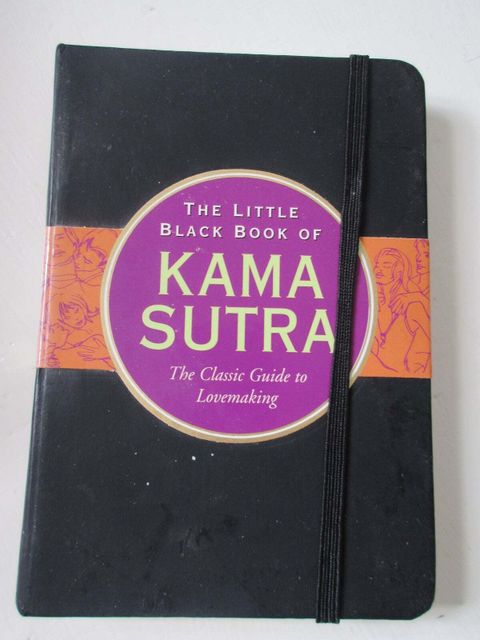 THE LITTLE
BLACK BOOK OF
KAMA
SUTRA
The Classic Guide to
Lovemaking